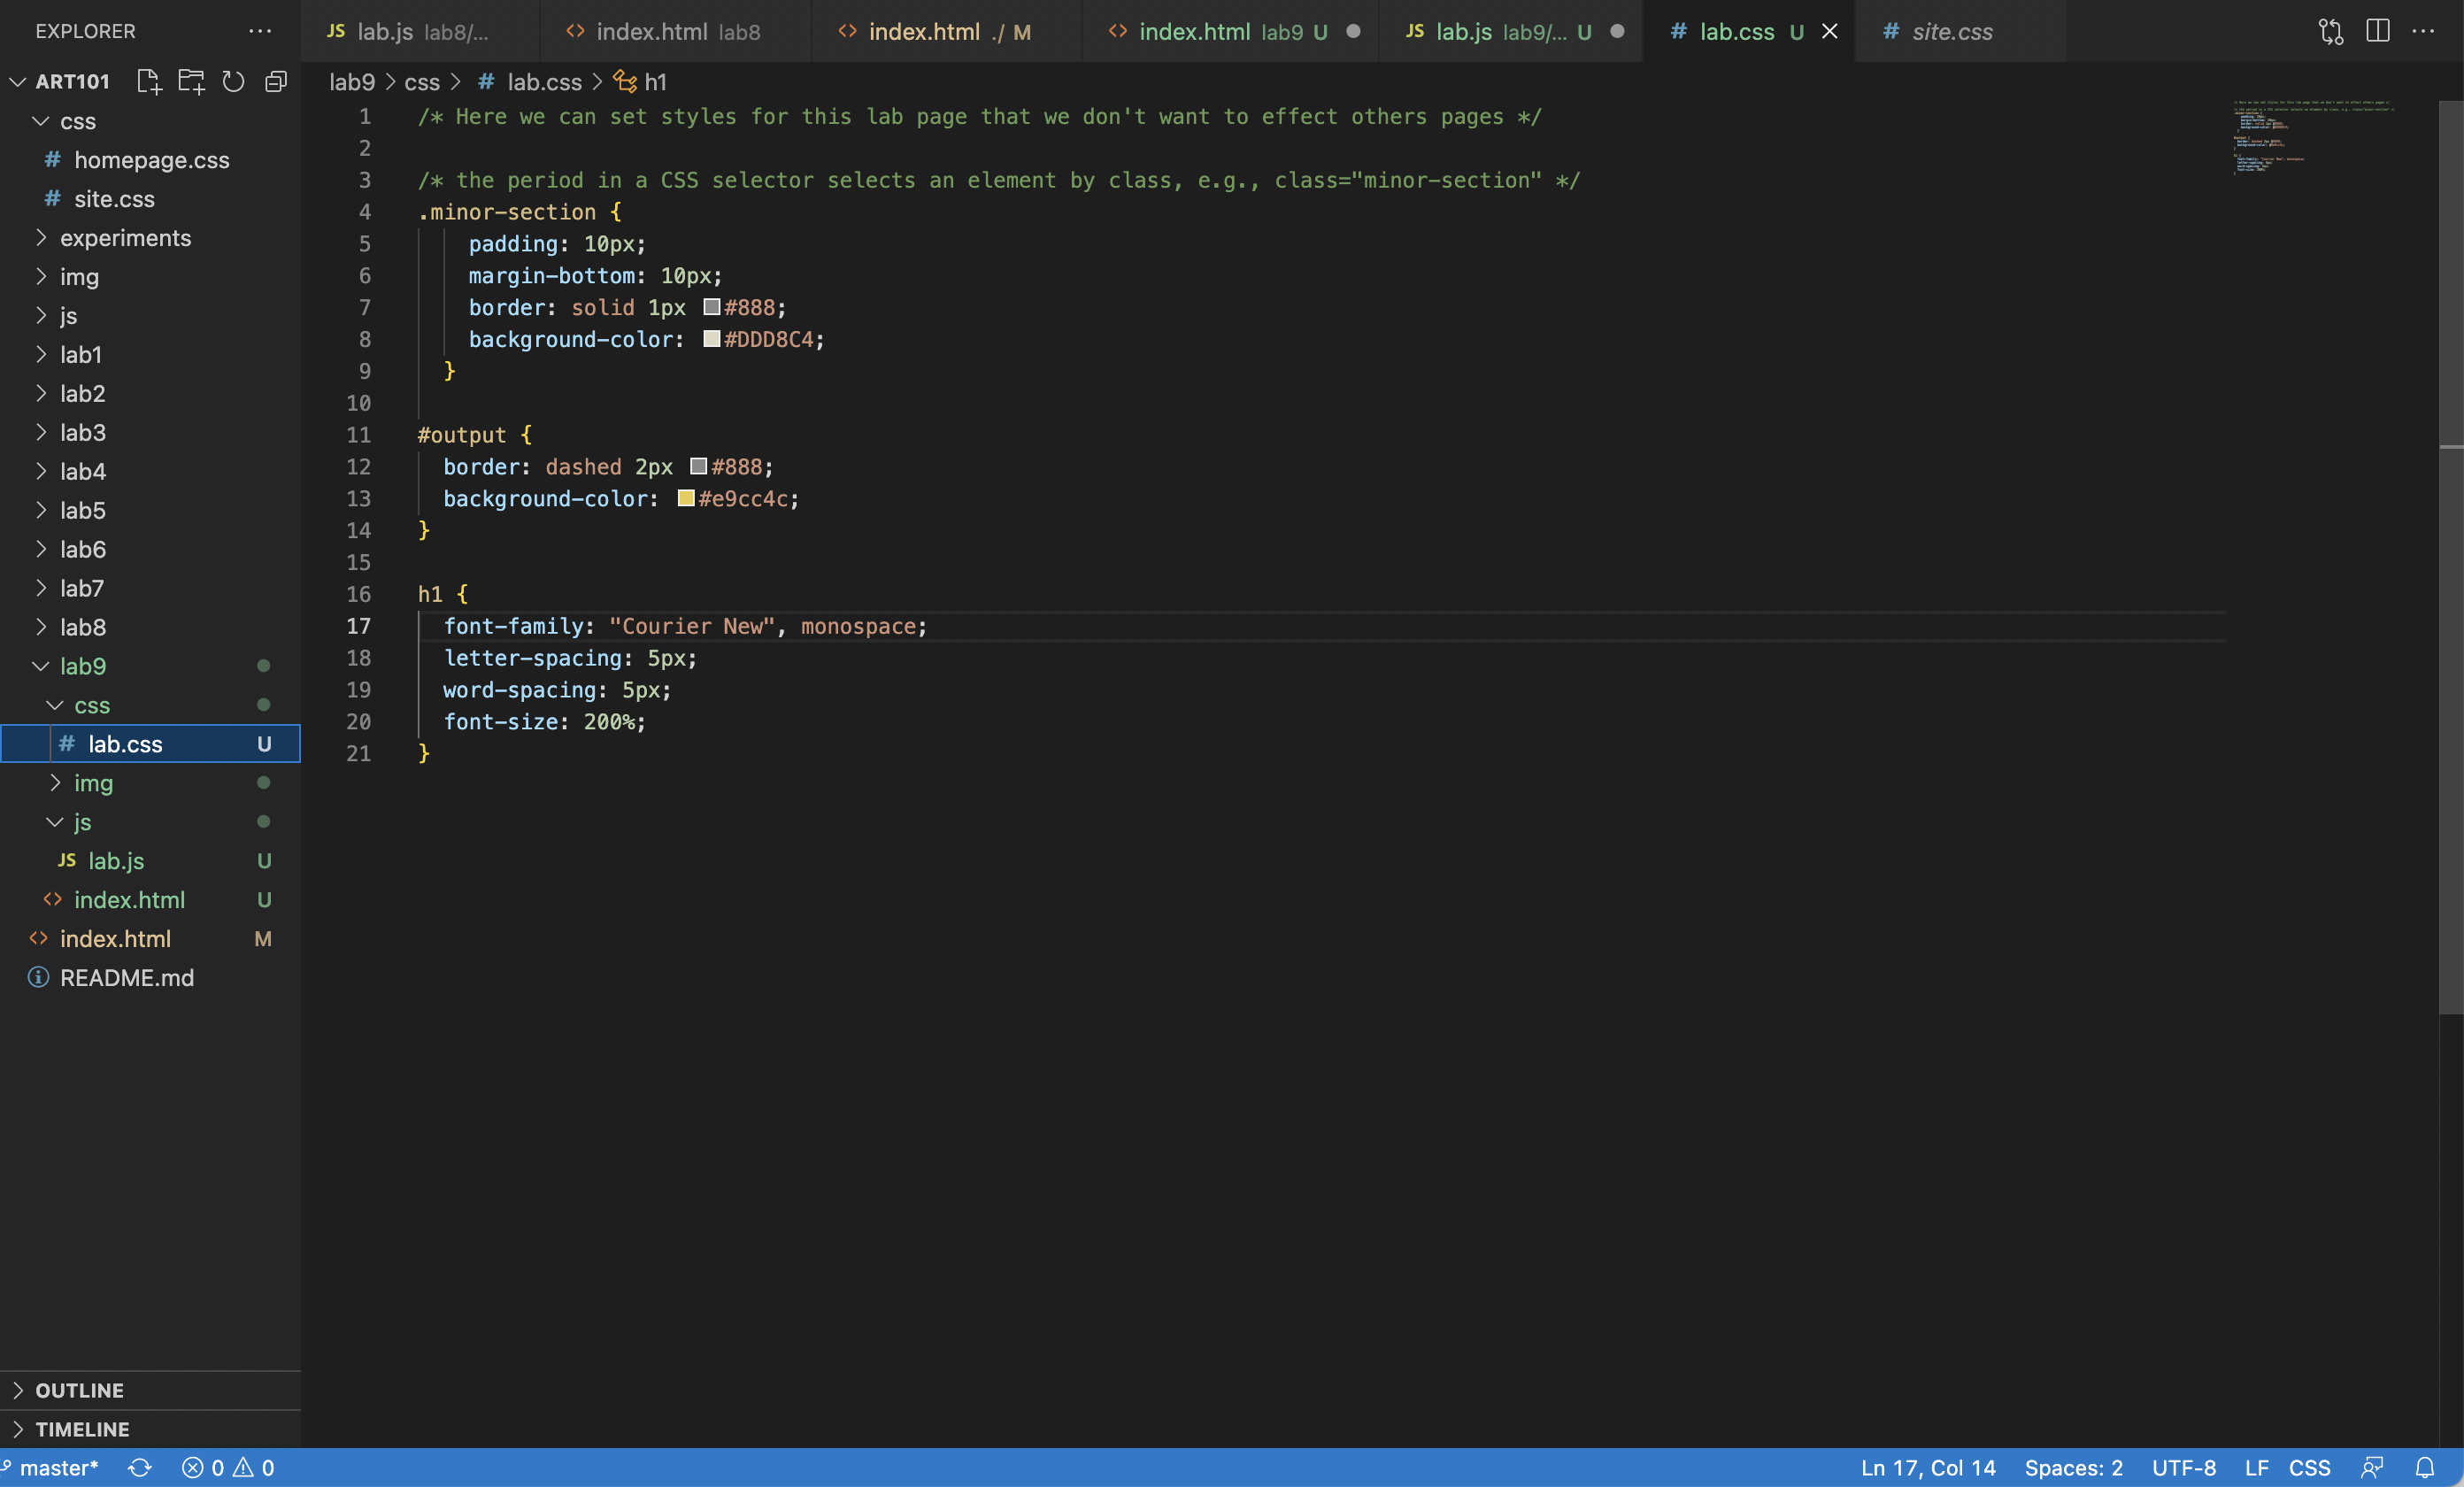 EXPLORER
ART101
css
# homepage.css
# site.css
experiments
img
js
lab1
lab2
lab3
lab4
lab5
lab6
lab7
lab8
lab9
css
# lab.css U
img
js
JS lab.js U
<> index.html U
<> index.html M
README.md
OUTLINE
TIMELINE
JS lab.js lab8/...
<> index.html lab8
<> index.html ./ M
<> index.html lab9 U
JS lab.js lab9/... U
# lab.css U
# site.css
lab9 > css > # lab.css > h1
1 /* Here we can set styles for this lab page that we don't want to effect others pages */
2
3 /* the period in a CSS selector selects an element by class, e.g., class="minor-section" */
4 .minor-section {
5 padding: 10px;
6 margin-bottom: 10px;
7 border: solid 1px #888;
8 background-color: #DDD8C4;
9 }
10
11 #output {
12 border: dashed 2px #888;
13 background-color: #e9cc4c;
14 }
15
16 h1 {
17 font-family: "Courier New", monospace;
18 letter-spacing: 5px;
19 word-spacing: 5px;
20 font-size: 200%;
21 }
master* 0 0
Ln 17, Col 14 Spaces: 2 UTF-8 LF CSS